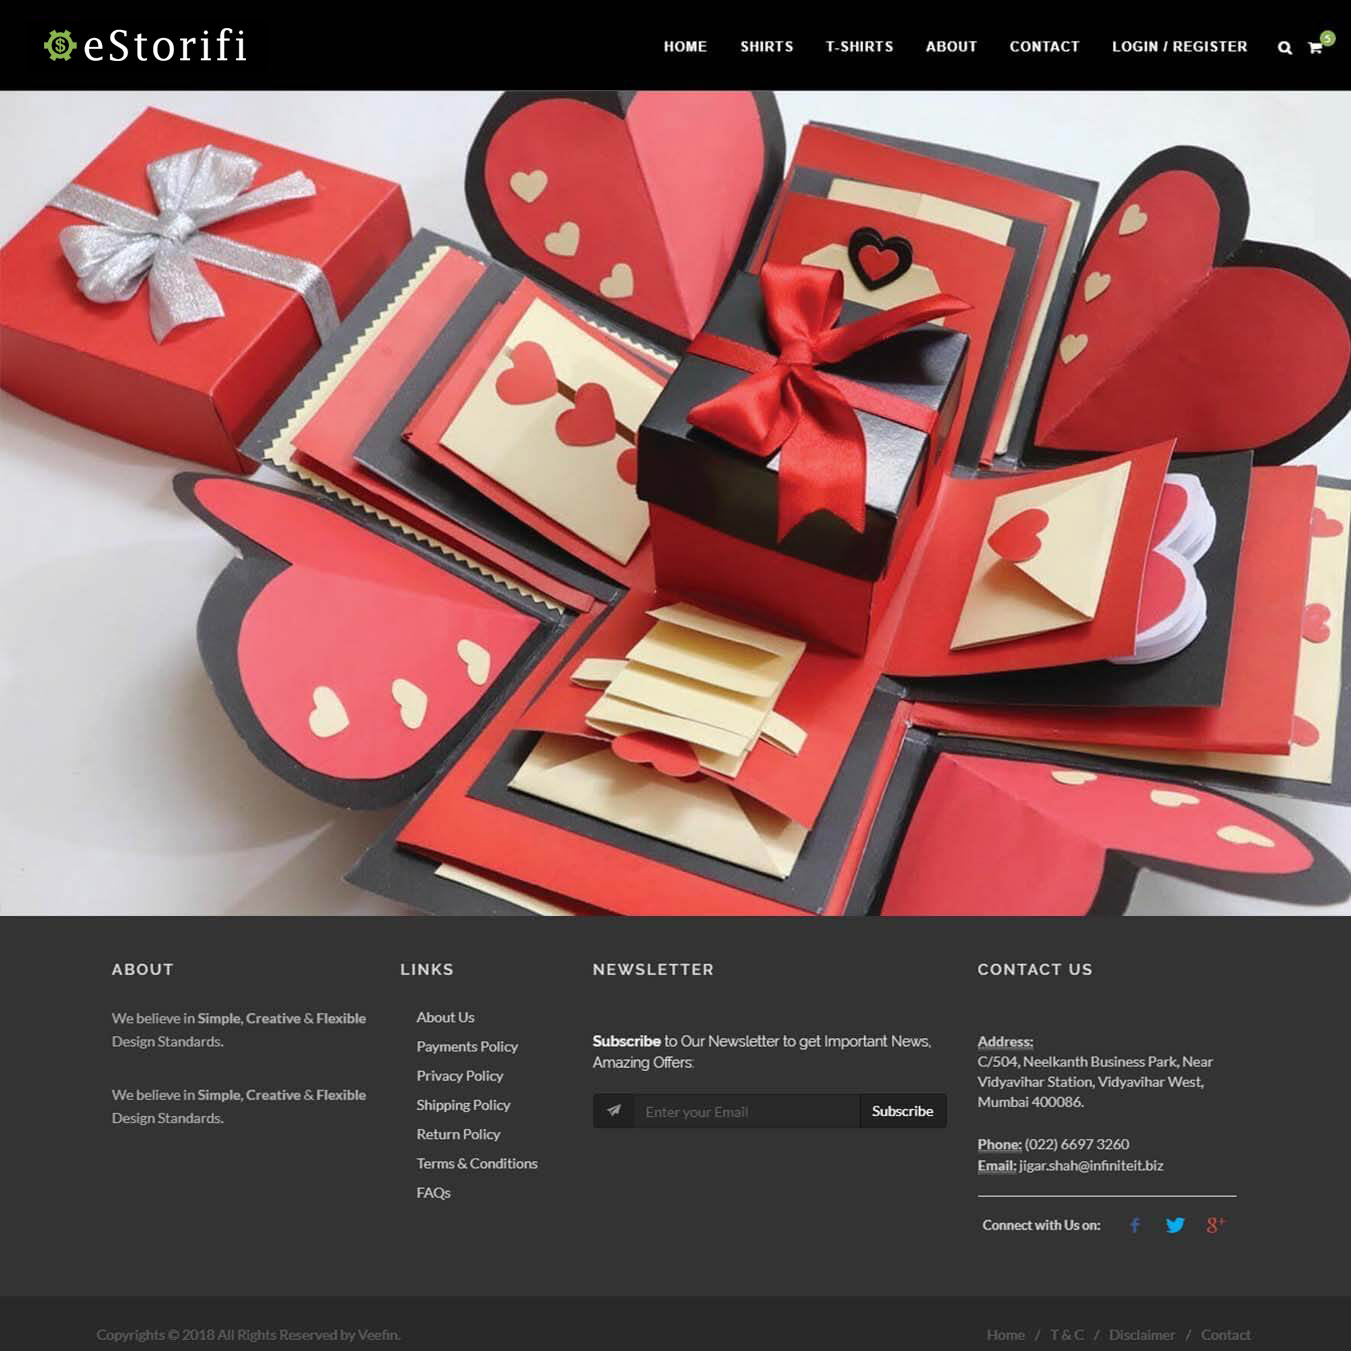 eStorifi
HOME SHIRTS T-SHIRTS ABOUT CONTACT LOGIN / REGISTER 5
ABOUT
We believe in Simple, Creative & Flexible
Design Standards.
We believe in Simple, Creative & Flexible
Design Standards.
LINKS
About Us
Payments Policy
Privacy Policy
Shipping Policy
Return Policy
Terms & Conditions
FAQs
NEWSLETTER
Subscribe to Our Newsletter to get Important News,
Amazing Offers:
Enter your Email Subscribe
CONTACT US
Address:
C/504, Neelkanth Business Park, Near
Vidyavihar Station, Vidyavihar West,
Mumbai 400086.
Phone: (022) 6697 3260
Email: jigar.shah@infiniteit.biz
Connect with Us on:
Copyrights © 2018 All Rights Reserved by Veefin.
Home / T & C / Disclaimer / Contact